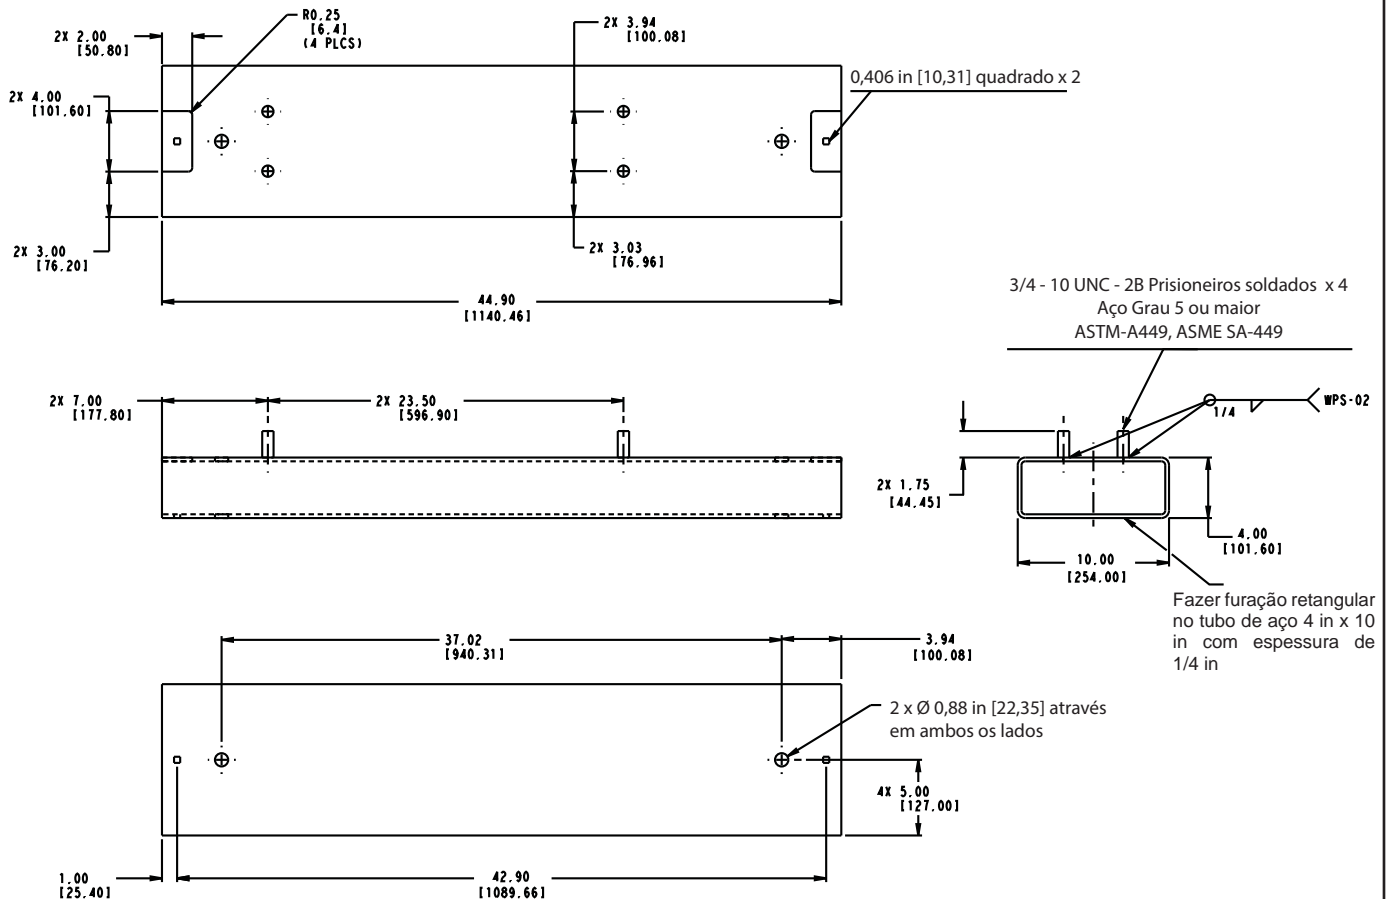 2X 2,00
[50,80]
R0,25
[6,4]
(4 PLCS)
2X 3,94
[100,08]
0,406 in [10,31] quadrado x 2
2X 4,00
[101,60]
2X 3,00
[76,20]
2X 3,03
[76,96]
44,90
[1140,46]
3/4 - 10 UNC - 2B Prisioneiros soldados x 4
Aço Grau 5 ou maior
ASTM-A449, ASME SA-449
2X 7,00
[177,80]
2X 23,50
[596,90]
1/4
WPS-02
2X 1,75
[44,45]
4,00
[101,60]
10,00
[254,00]
Fazer furação retangular
no tubo de aço 4 in x 10
in com espessura de
1/4 in
37,02
[940,31]
3,94
[100,08]
2 x Ø 0,88 in [22,35] através
em ambos os lados
4X 5,00
[127,00]
1,00
[25,40]
42,90
[1089,66]